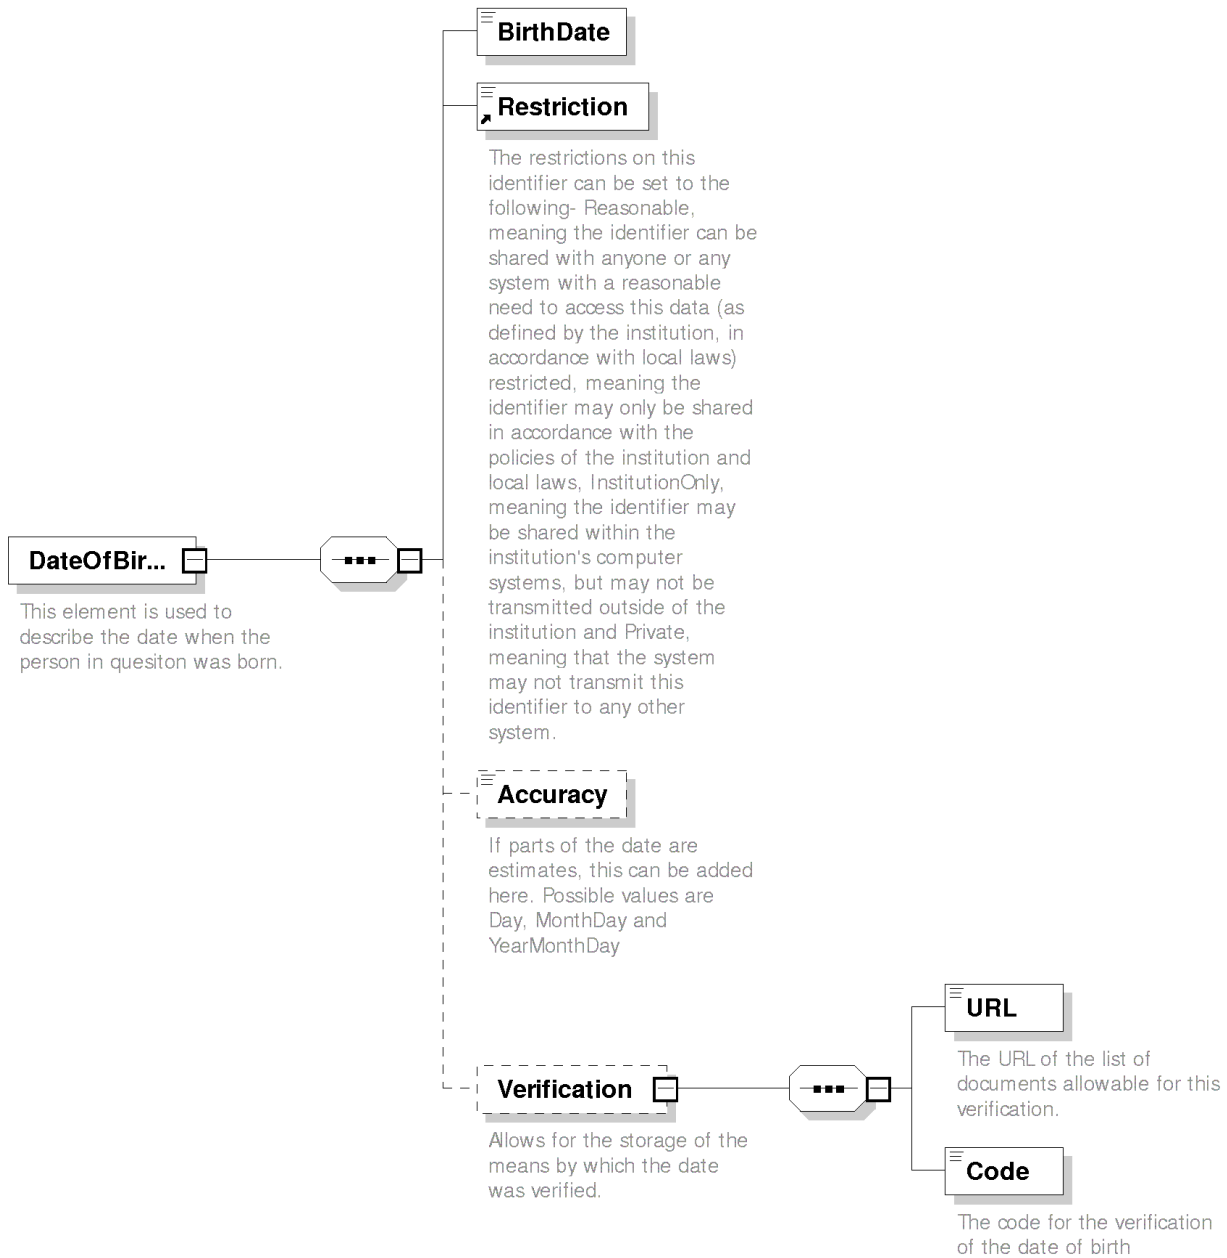 BirthDate
Restriction
The restrictions on this
identifier can be set to the
following- Reasonable,
meaning the identifier can be
shared with anyone or any
system with a reasonable
need to access this data (as
defined by the institution, in
accordance with local laws)
restricted, meaning the
identifier may only be shared
in accordance with the
policies of the institution and
local laws, InstitutionOnly,
meaning the identifier may
be shared within the
institution's computer
systems, but may not be
transmitted outside of the
institution and Private,
meaning that the system
may not transmit this
identifier to any other
system.
DateOfBir...
This element is used to
describe the date when the
person in quesiton was born.
Accuracy
If parts of the date are
estimates, this can be added
here. Possible values are
Day, MonthDay and
YearMonthDay
Verification
Allows for the storage of the
means by which the date
was verified.
URL
The URL of the list of
documents allowable for this
verification.
Code
The code for the verification
of the date of birth